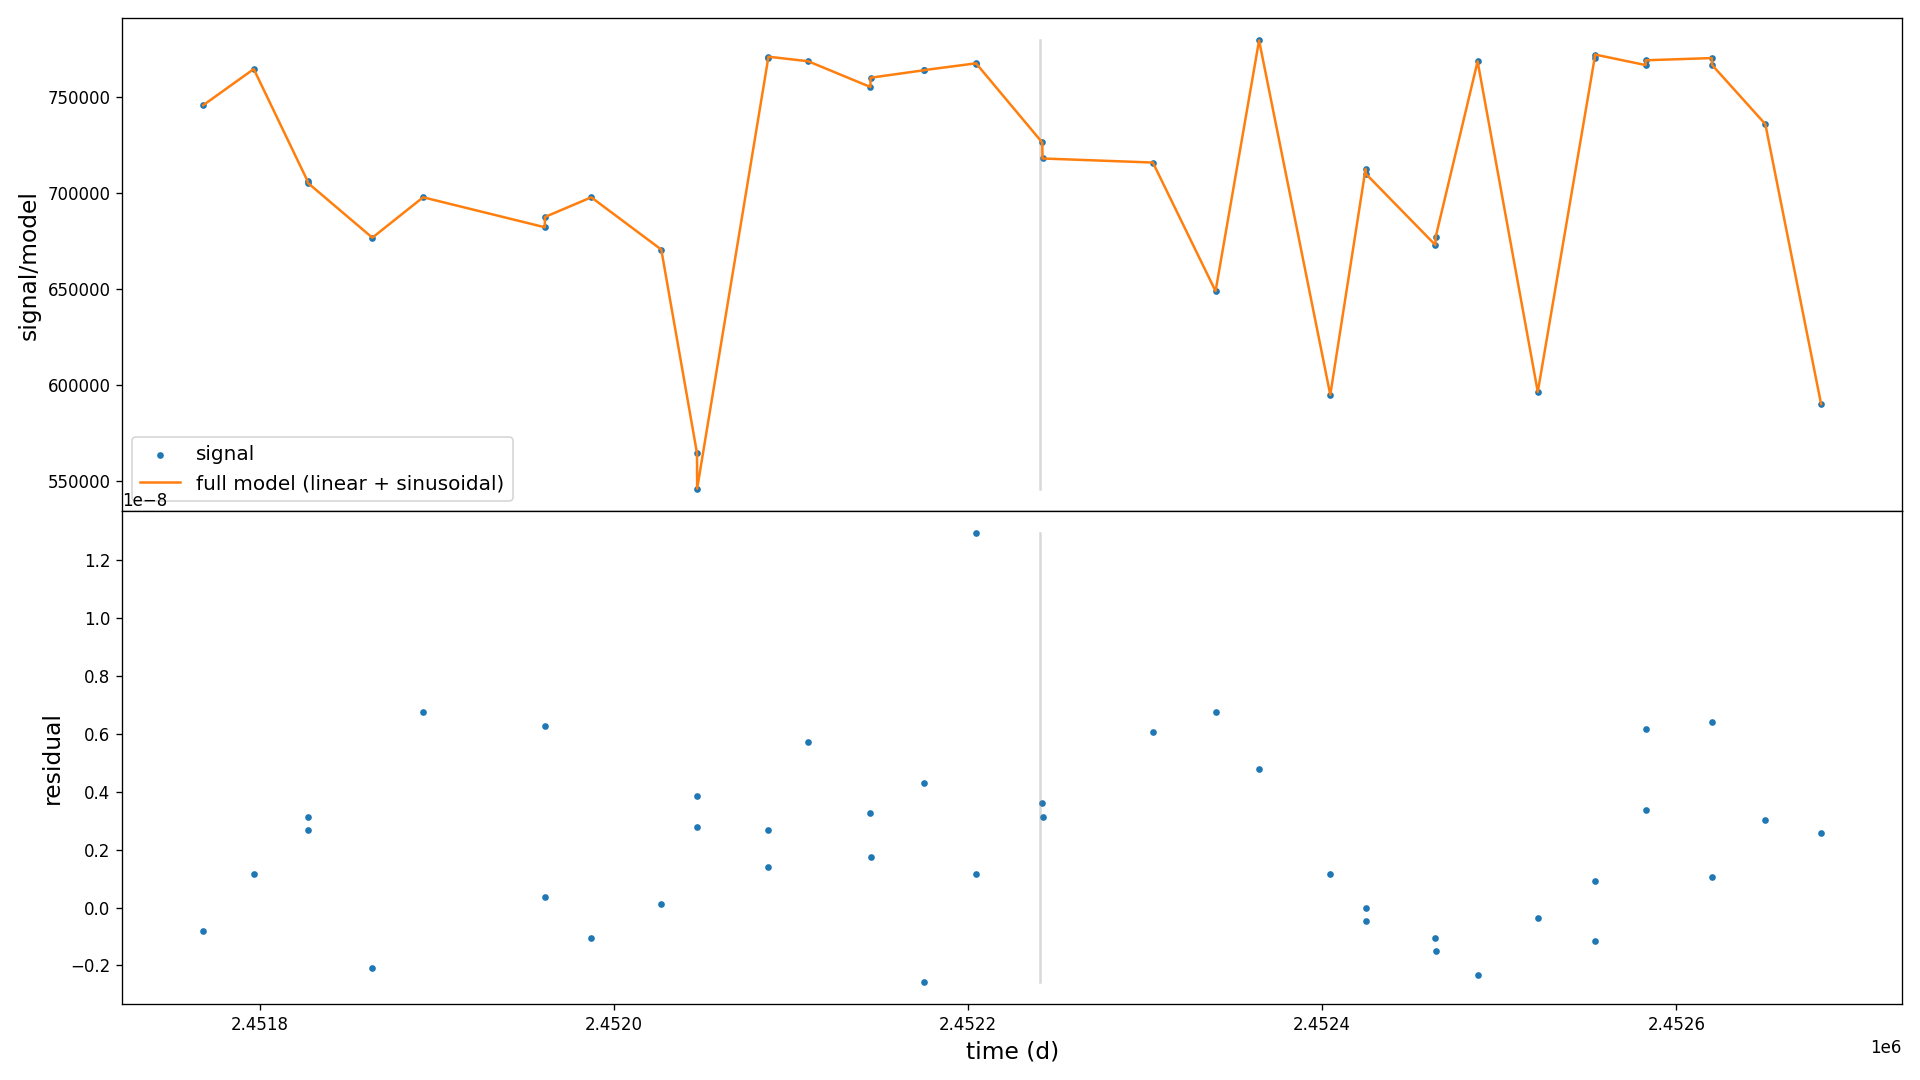 750000
700000
650000
600000
550000
signal/model
signal
full model (linear + sinusoidal)
1e−8
1.2
1.0
0.8
0.6
0.4
0.2
0.0
−0.2
residual
2.4518
2.4520
2.4522
2.4524
2.4526
time (d)
1e6